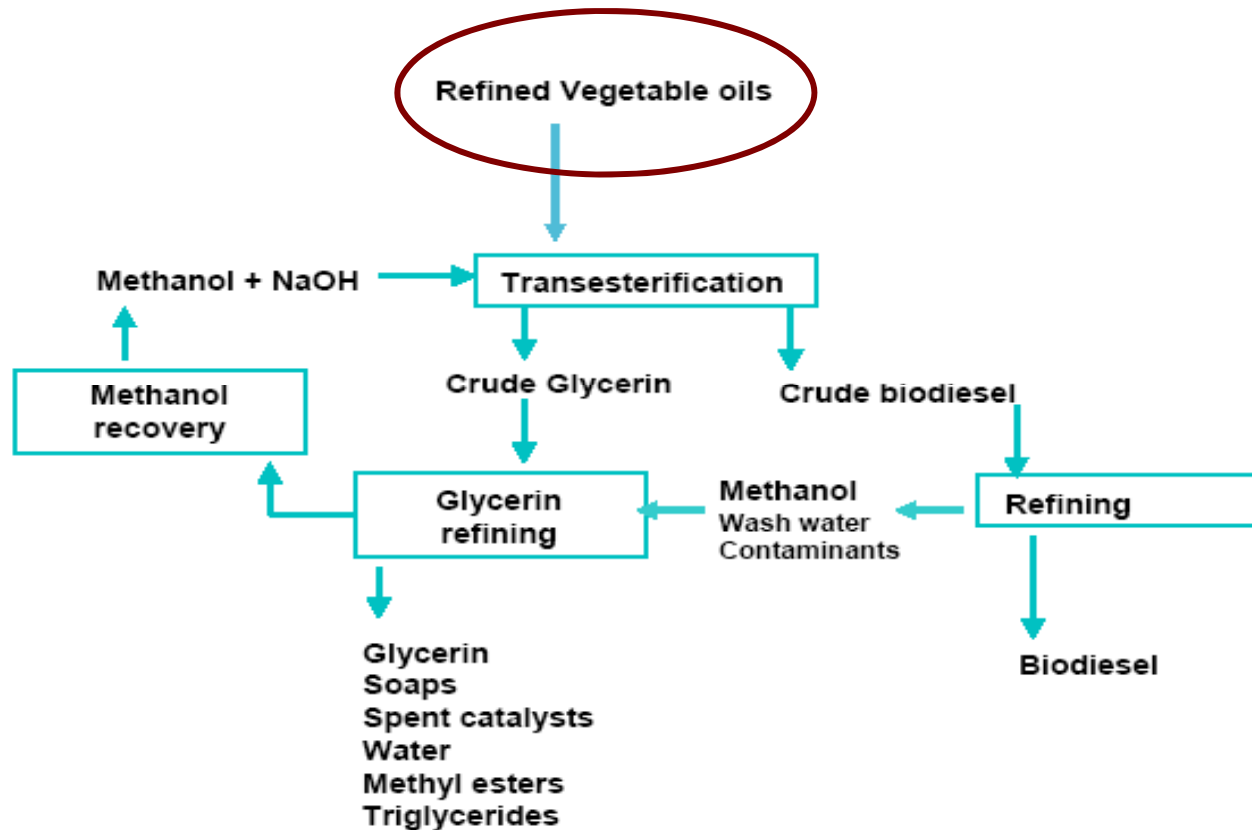 Refined Vegetable oils
Methanol + NaOH
Transesterification
Methanol
recovery
Crude Glycerin
Crude biodiesel
Glycerin
refining
Methanol
Wash water
Contaminants
Refining
Glycerin
Soaps
Spent catalysts
Water
Methyl esters
Triglycerides
Biodiesel